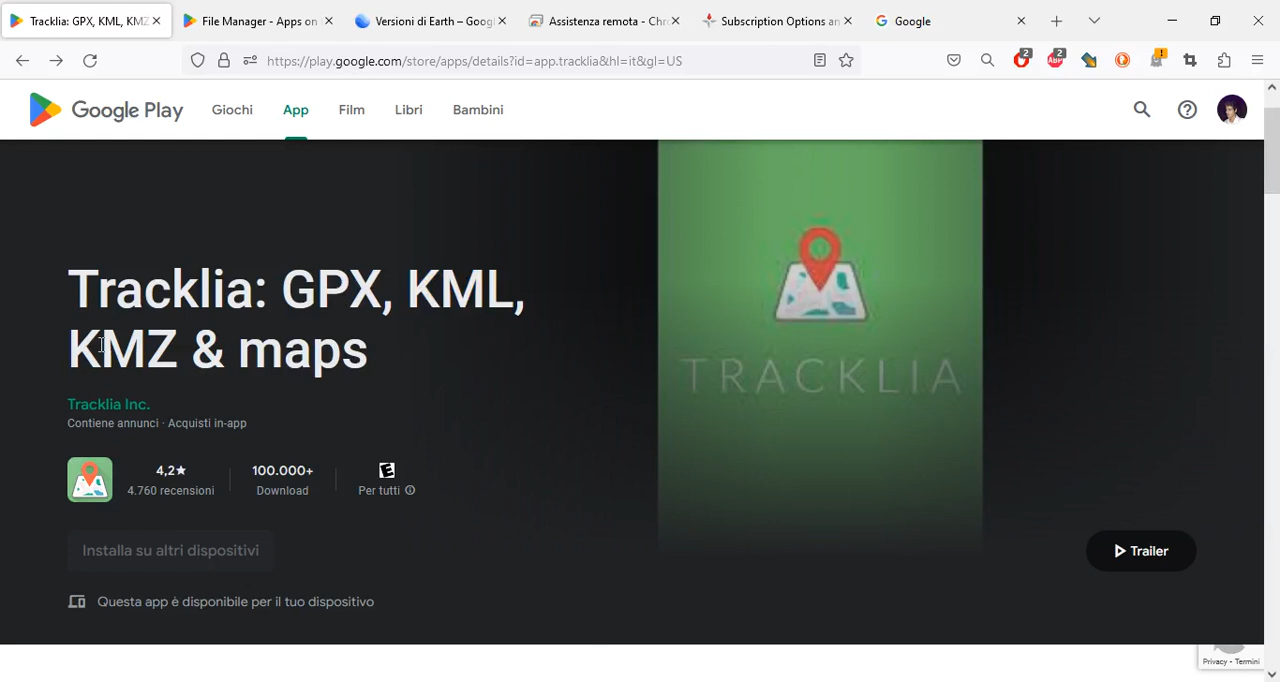 Tracklia: GPX, KML, KMZ
File Manager - Apps on
Versioni di Earth – Goog
Assistenza remota - Chr
Subscription Options an
Google
https://play.google.com/store/apps/details?id=app.tracklia&hl=it&gl=US
2
2
!
Google Play
Giochi
App
Film
Libri
Bambini
Tracklia: GPX, KML,
KMZ & maps
TRACKLIA
Tracklia Inc.
Contiene annunci · Acquisti in-app
4,2★
4.760 recensioni
100.000+
Download
E
Per tutti
Installa su altri dispositivi
Trailer
Questa app è disponibile per il tuo dispositivo
Privacy - Termini